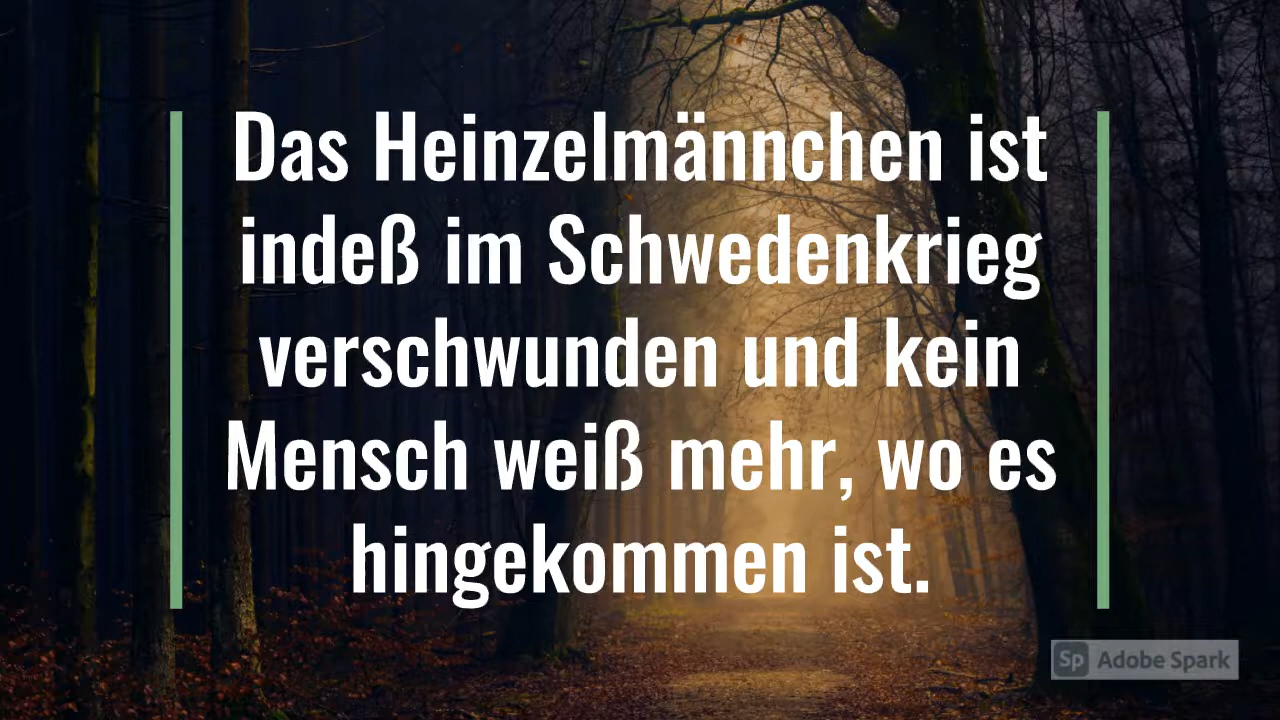 Das Heinzelmännchen ist
indeß im Schwedenkrieg
verschwunden und kein
Mensch weiß mehr, wo es
hingekommen ist.
Sp Adobe Spark